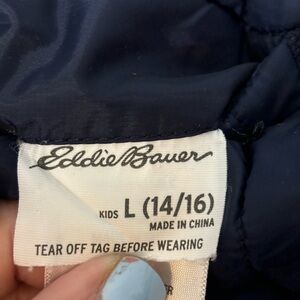 Eddie Bauer
KIDS L (14/16)
MADE IN CHINA
TEAR OFF TAG BEFORE WEARING